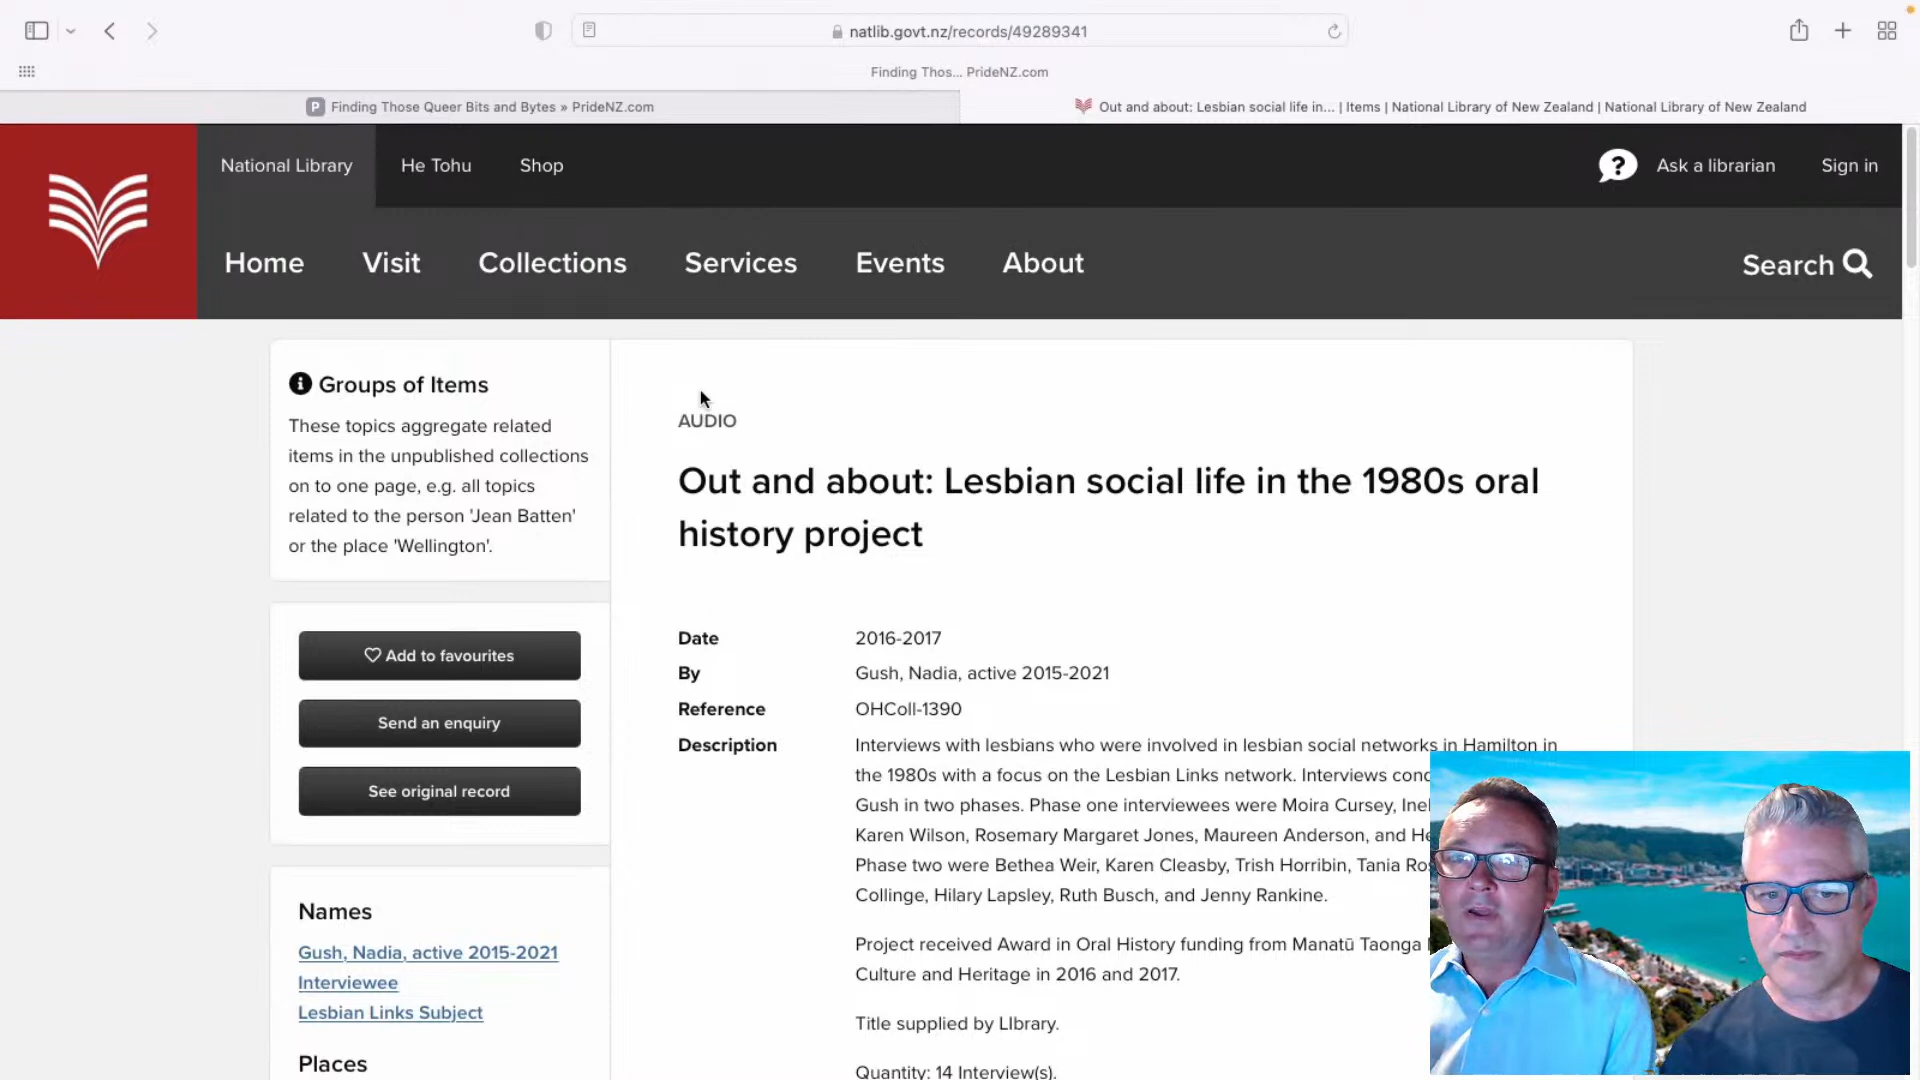 natlib.govt.nz/records/49289341
Finding Thos... PrideNZ.com
P Finding Those Queer Bits and Bytes » PrideNZ.com
Out and about: Lesbian social life in... | Items | National Library of New Zealand | National Library of New Zealand
National Library He Tohu Shop
? Ask a librarian Sign in
Home Visit Collections Services Events About
Search
Groups of Items
These topics aggregate related
items in the unpublished collections
on to one page, e.g. all topics
related to the person 'Jean Batten'
or the place 'Wellington'.
Add to favourites
Send an enquiry
See original record
Names
Gush, Nadia, active 2015-2021
Interviewee
Lesbian Links Subject
Places
AUDIO
Out and about: Lesbian social life in the 1980s oral
history project
Date 2016-2017
By Gush, Nadia, active 2015-2021
Reference OHColl-1390
Description Interviews with lesbians who were involved in lesbian social networks in Hamilton in
the 1980s with a focus on the Lesbian Links network. Interviews
Gush in two phases. Phase one interviewees were Moira Cursey,
Karen Wilson, Rosemary Margaret Jones, Maureen Anderson, and
Phase two were Bethea Weir, Karen Cleasby, Trish Horribin, Tania
Collinge, Hilary Lapsley, Ruth Busch, and Jenny Rankine.
Project received Award in Oral History funding from Manatū Taonga
Culture and Heritage in 2016 and 2017.
Title supplied by LIbrary.
Quantity: 14 Interview(s).